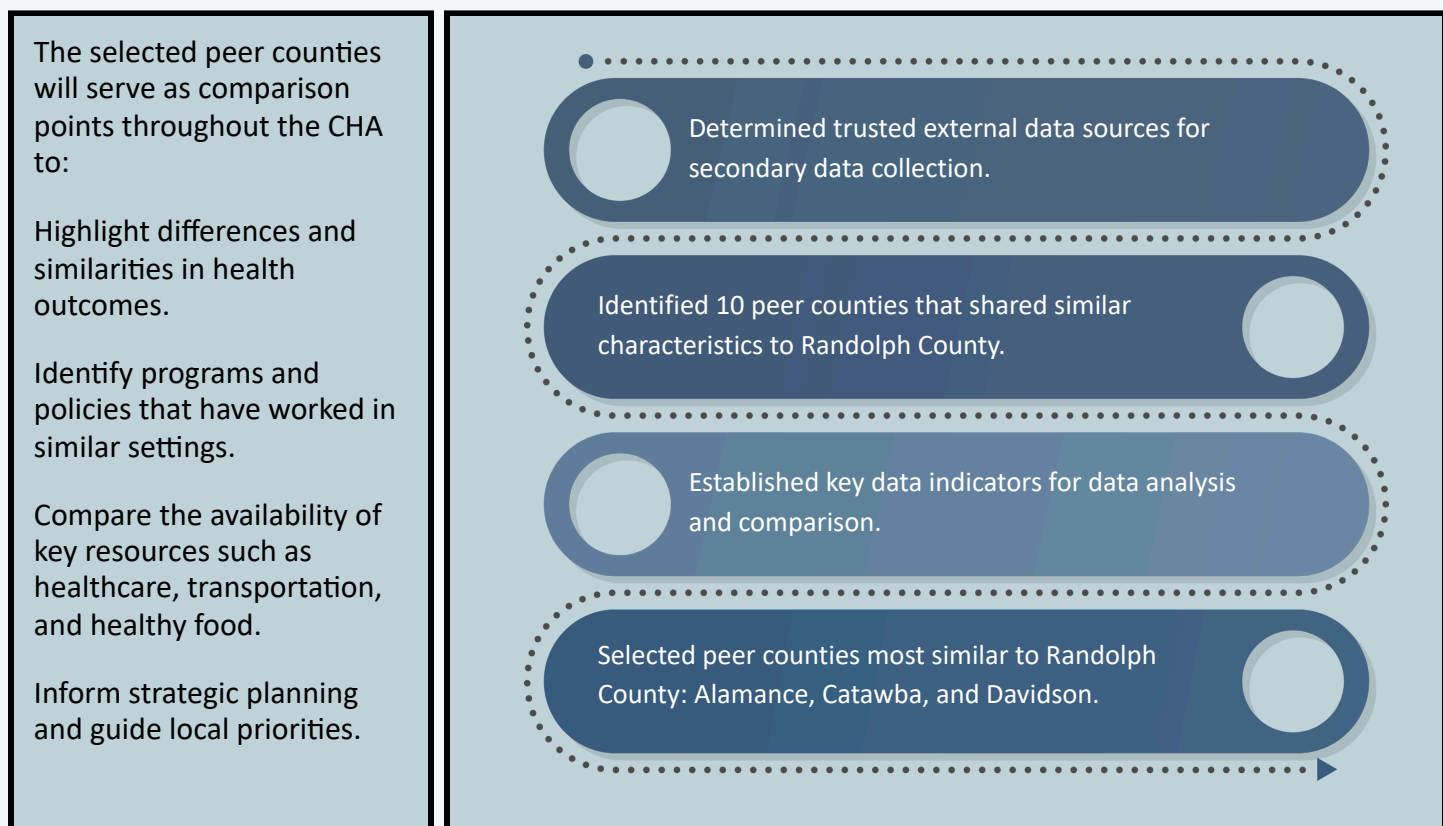 The selected peer counties
will serve as comparison
points throughout the CHA
to:
Highlight differences and
similarities in health
outcomes.
Identify programs and
policies that have worked in
similar settings.
Compare the availability of
key resources such as
healthcare, transportation,
and healthy food.
Inform strategic planning
and guide local priorities.
Determined trusted external data sources for
secondary data collection.
Identified 10 peer counties that shared similar
characteristics to Randolph County.
Established key data indicators for data analysis
and comparison.
Selected peer counties most similar to Randolph
County: Alamance, Catawba, and Davidson.